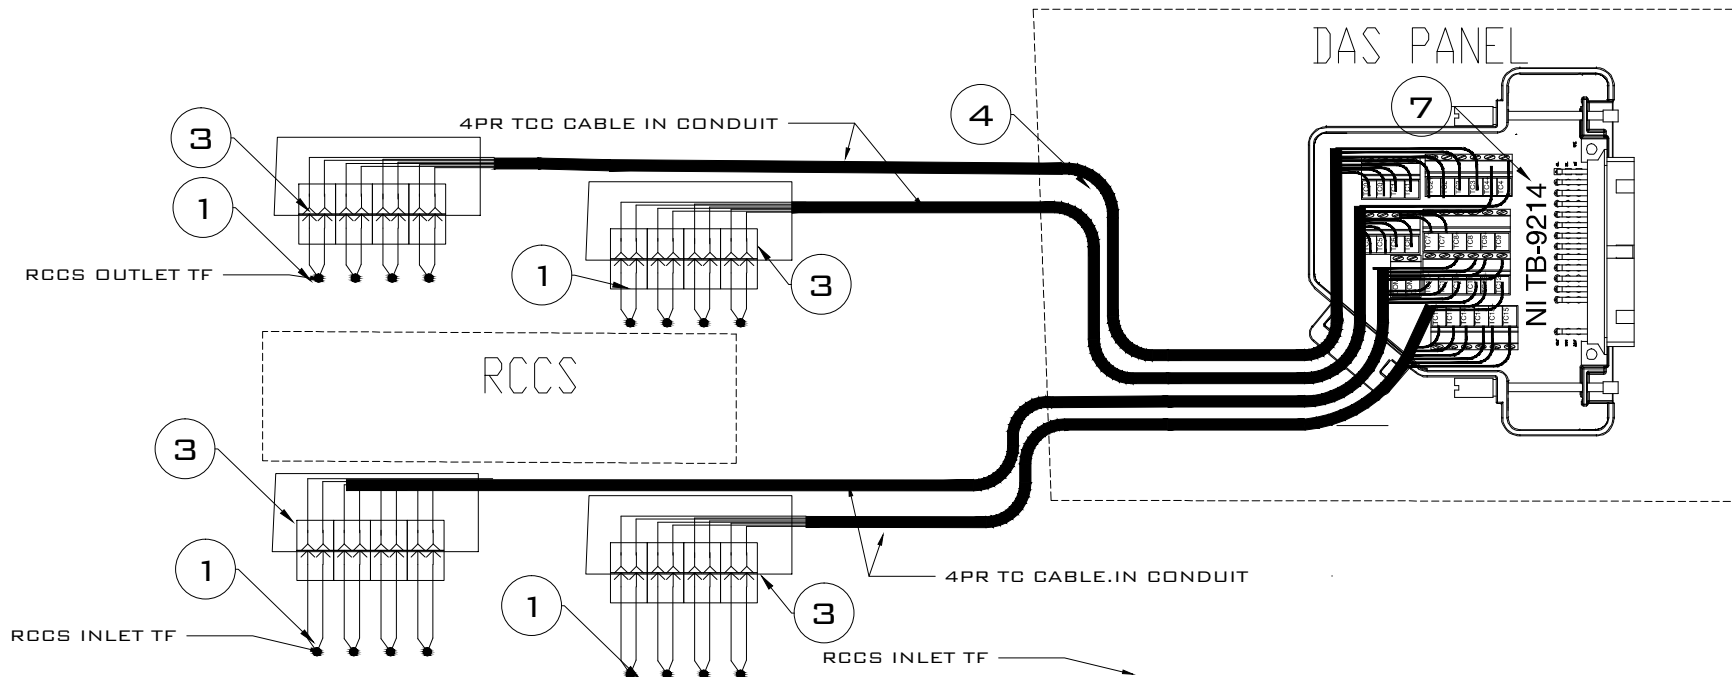 DAS PANEL
7
4
3
4PR TCC CABLE IN CONDUIT
1
RCCS OUTLET TF
1
3
NI TB-9214
RCCS
3
1
4PR TC CABLE.IN CONDUIT
1
3
RCCS INLET TF
RCCS INLET TF